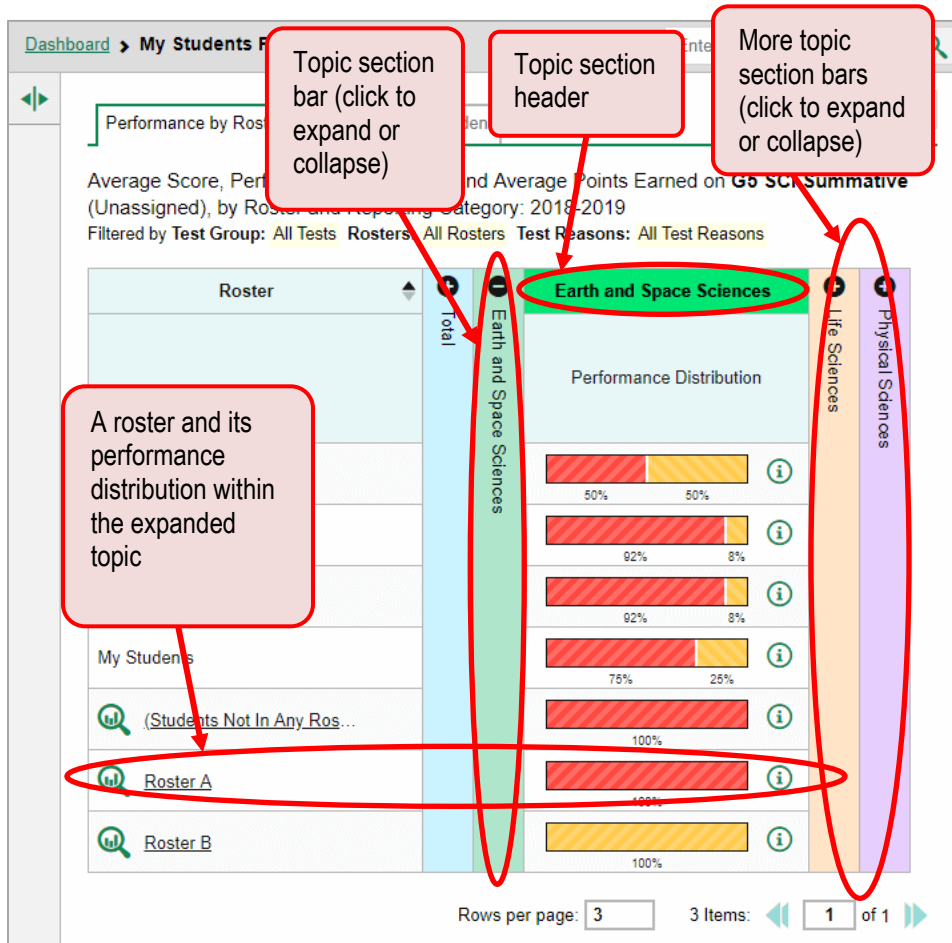 Dashboard > My Students
Topic section
bar (click to
expand or
collapse)
Topic section
header
More topic
section bars
(click to expand
or collapse)
Performance by
Average Score, and Average Points Earned on G5 SCI Summative
(Unassigned), by Roster and Reporting Category: 2018-2019
Filtered by Test Group: All Tests Rosters: All Rosters Test Reasons: All Test Reasons
Roster
Total
Earth and Space Sciences
Earth and Space Sciences
Life Sciences
Physical Sciences
Performance Distribution
A roster and its
performance
distribution within
the expanded
topic
50% 50%
92% 8%
92% 8%
My Students
75% 25%
(Students Not In Any Ros...
100%
Roster A
100%
Roster B
100%
Rows per page: 3 3 Items: 1 of 1